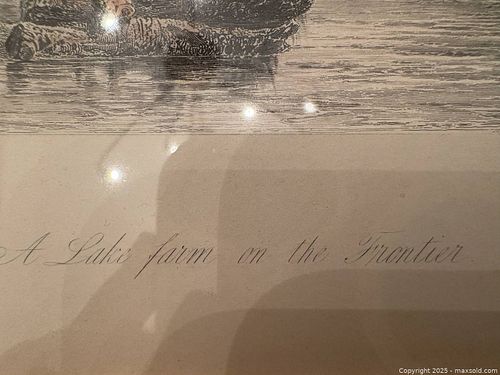 A Lake farm on the Frontier.
Copyright 2025 - maxsold.com